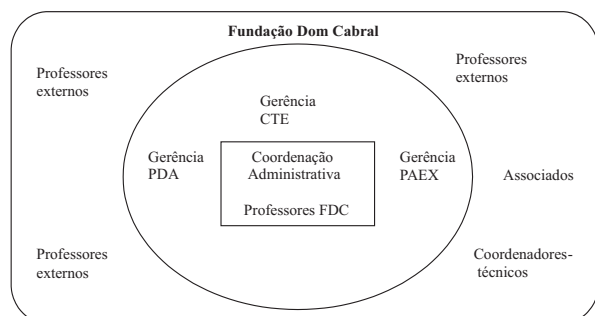 Fundação Dom Cabral
Professores
externos
Professores
externos
Gerência
CTE
Gerência
PDA
Coordenação
Administrativa
Professores FDC
Gerência
PAEX
Associados
Professores
externos
Coordenadores-
técnicos